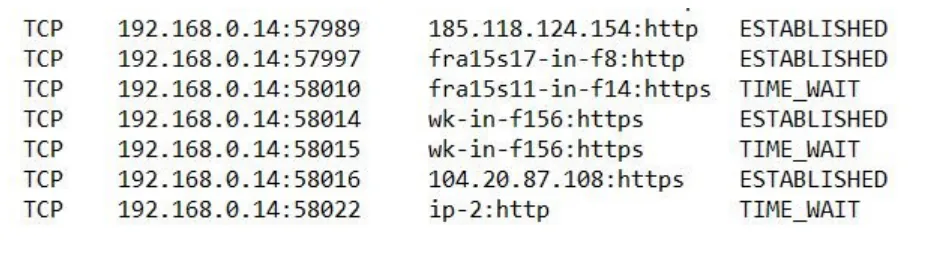 TCP 192.168.0.14:57989 185.118.124.154:http ESTABLISHED
TCP 192.168.0.14:57997 fra15s17-in-f8:http ESTABLISHED
TCP 192.168.0.14:58010 fra15s11-in-f14:https TIME_WAIT
TCP 192.168.0.14:58014 wk-in-f156:https ESTABLISHED
TCP 192.168.0.14:58015 wk-in-f156:https TIME_WAIT
TCP 192.168.0.14:58016 104.20.87.108:https ESTABLISHED
TCP 192.168.0.14:58022 ip-2:http TIME_WAIT